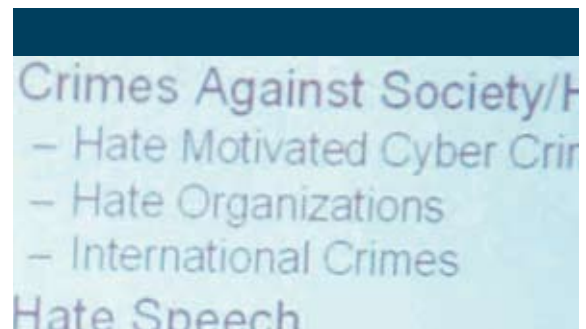 Crimes Against Society/H
– Hate Motivated Cyber Crim
– Hate Organizations
– International Crimes
Hate Speech